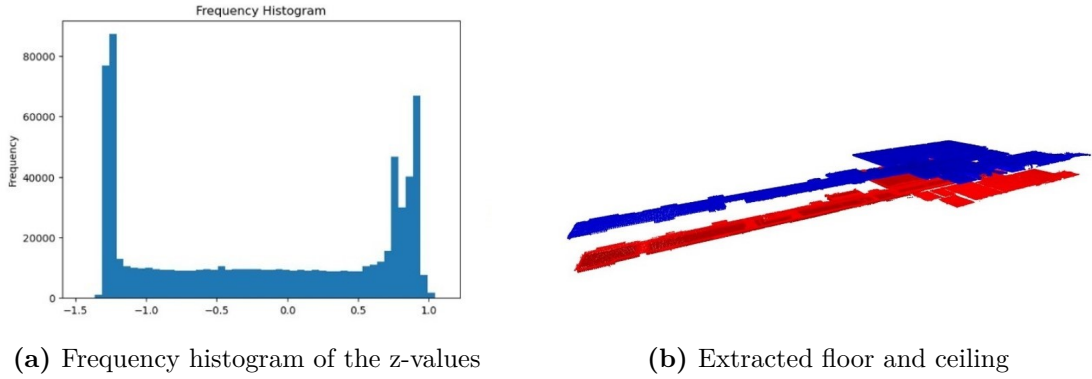 Frequency Histogram
Frequency
80000
60000
40000
20000
0
−1.5 −1.0 −0.5 0.0 0.5 1.0
(a) Frequency histogram of the z-values
(b) Extracted floor and ceiling